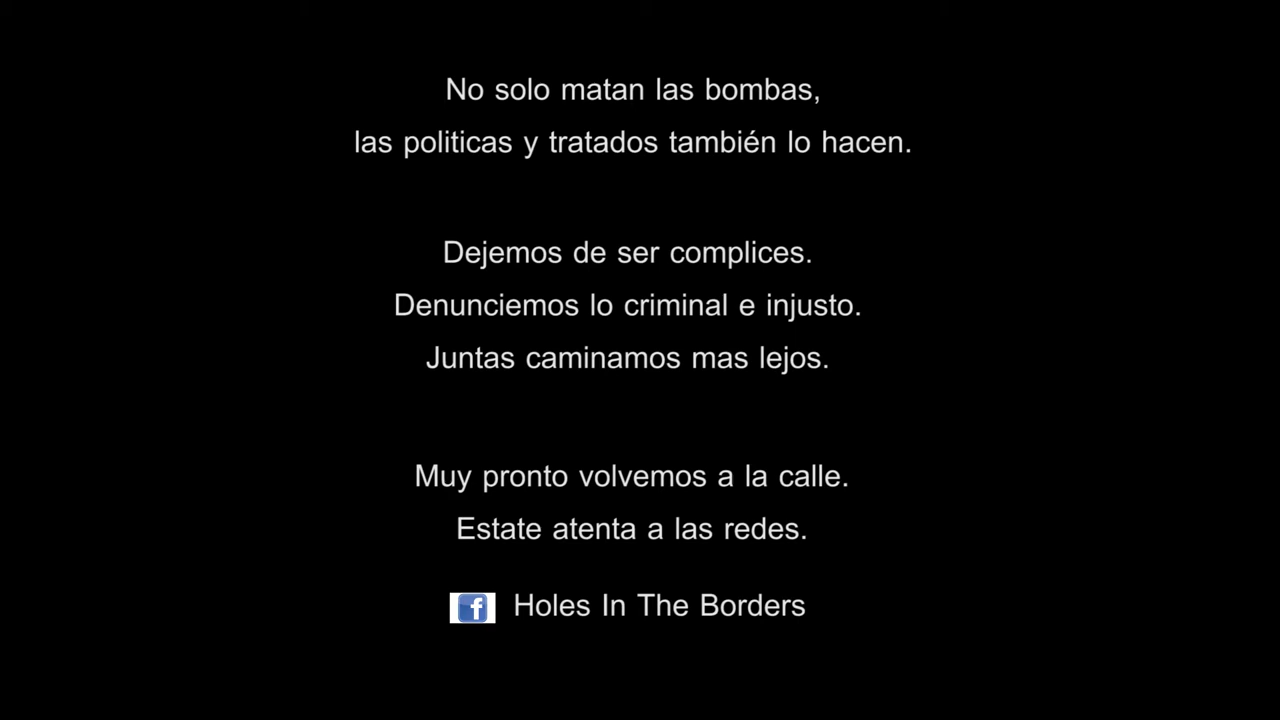 No solo matan las bombas,
las politicas y tratados también lo hacen.
Dejemos de ser complices.
Denunciemos lo criminal e injusto.
Juntas caminamos mas lejos.
Muy pronto volvemos a la calle.
Estate atenta a las redes.
f Holes In The Borders